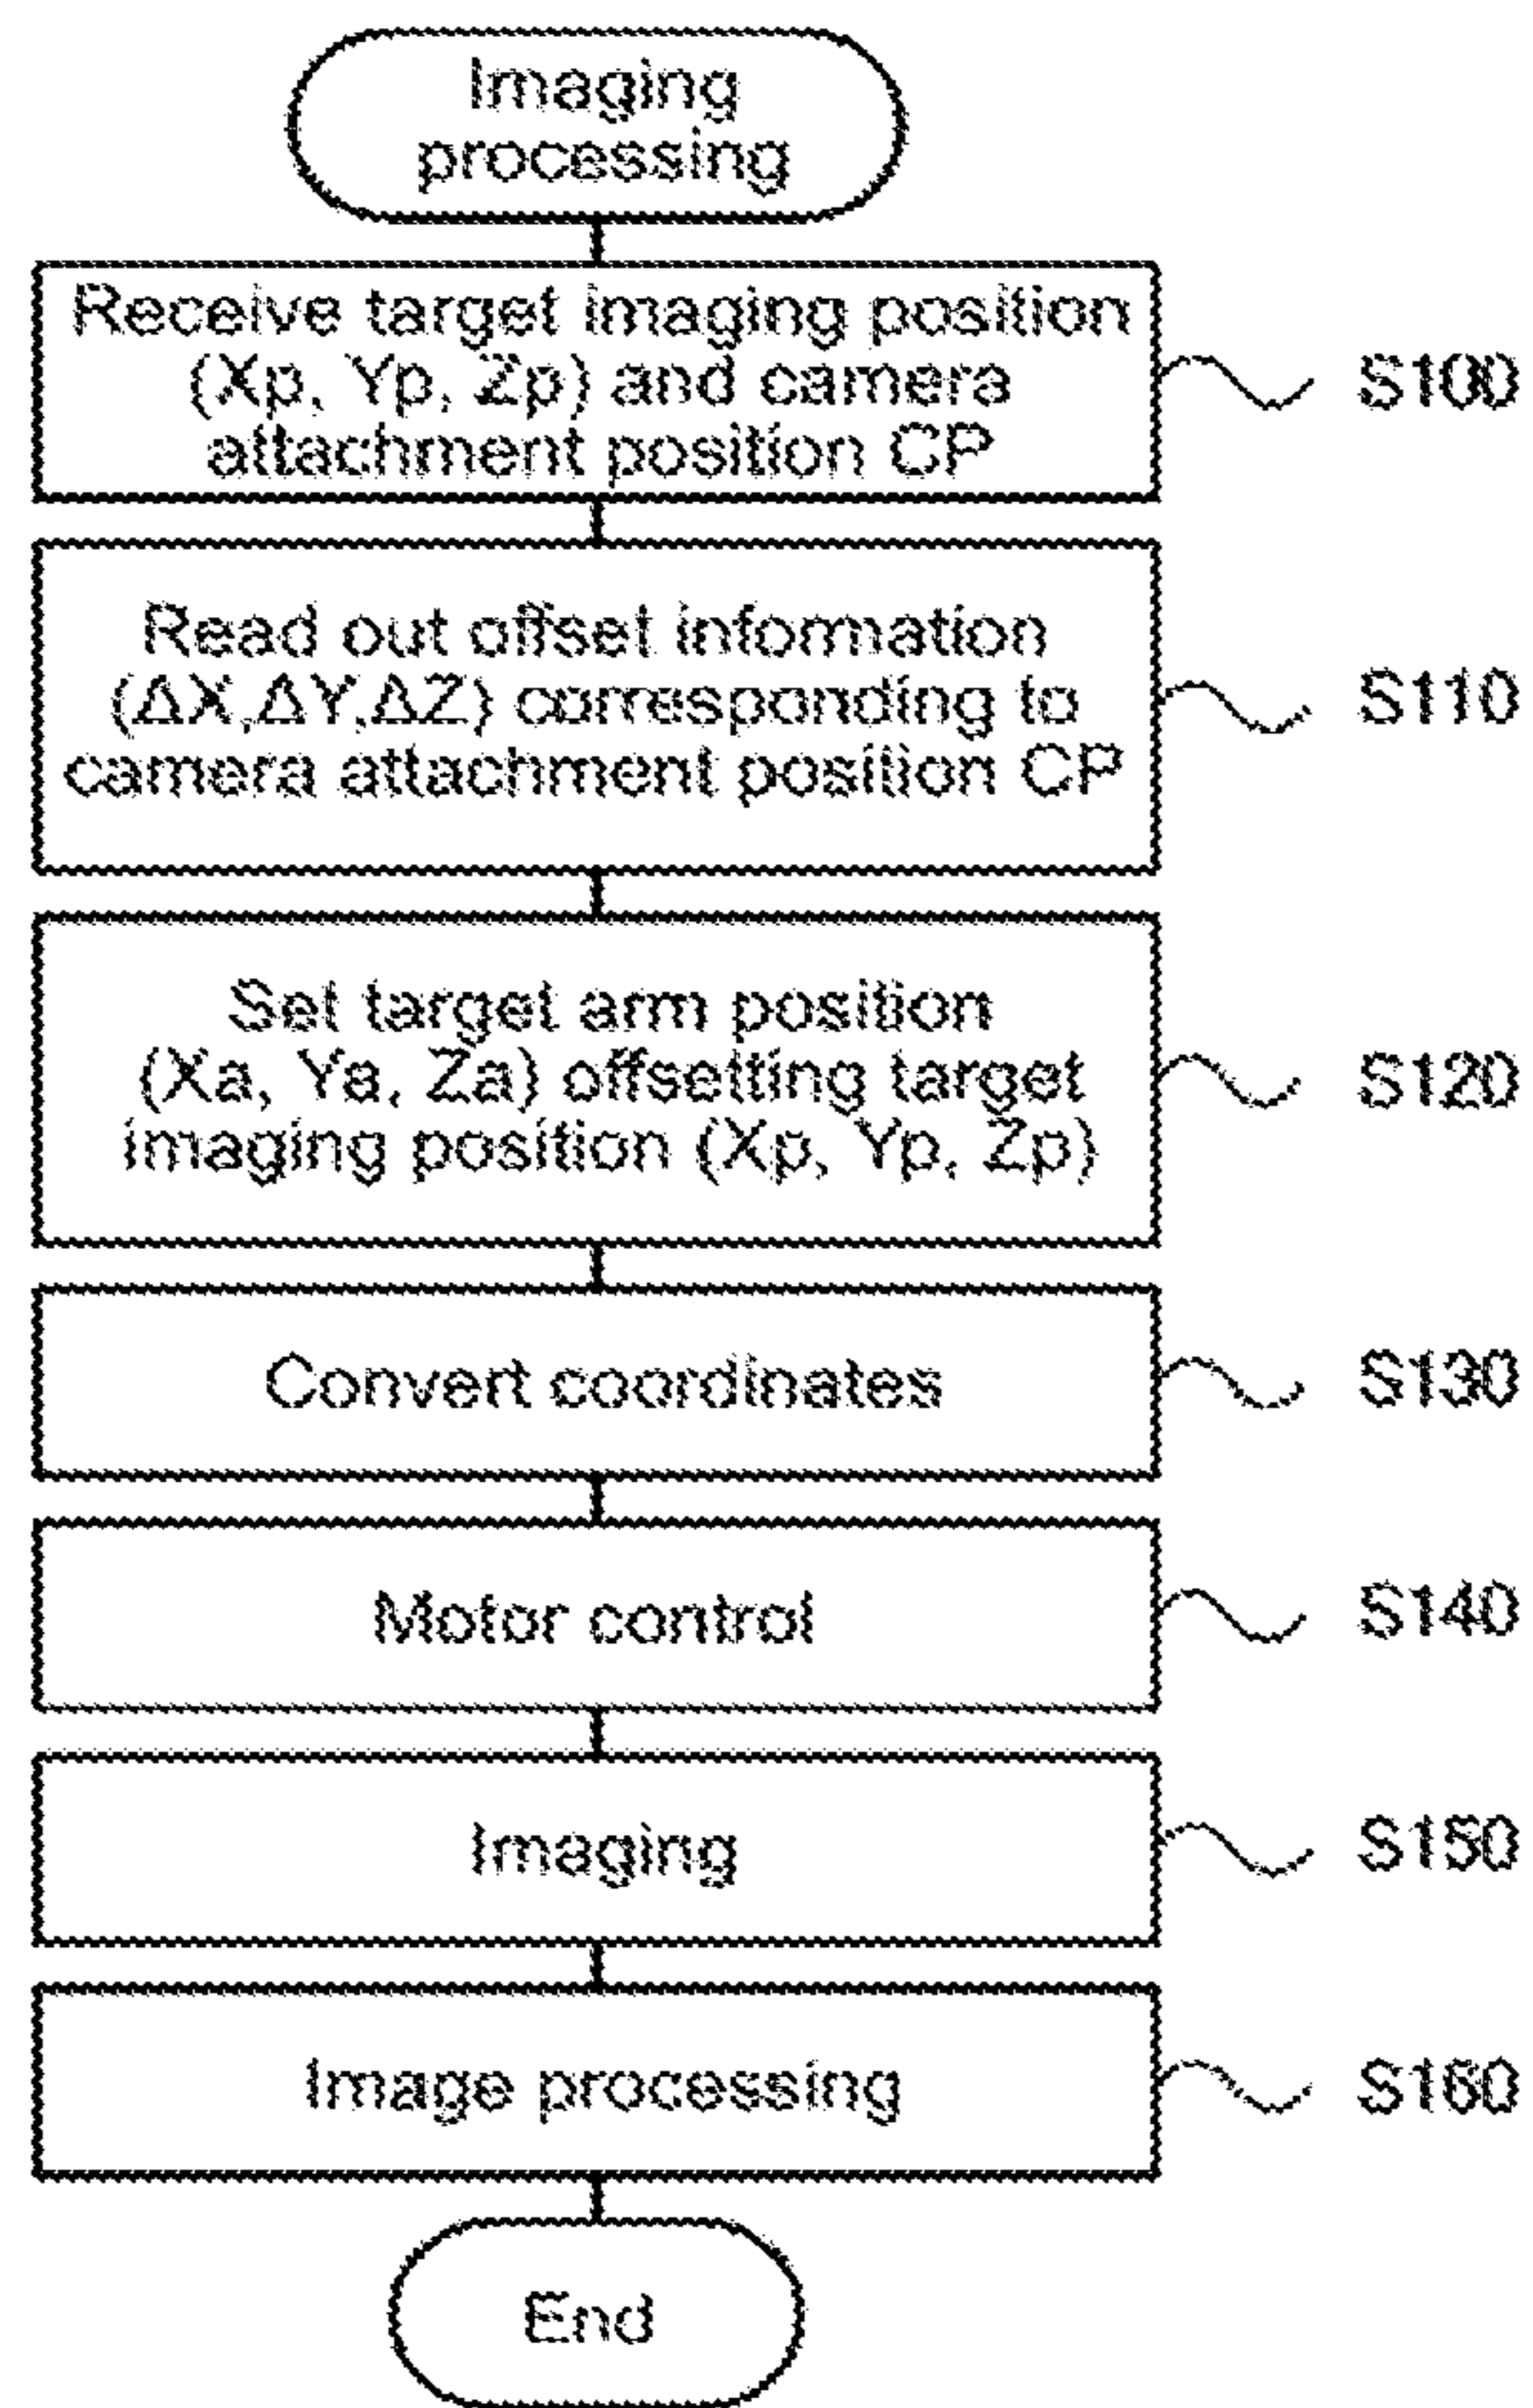 Imaging
processing
Receive target imaging position
(Xp, Yp, Zp) and camera
attachment position CP
S100
Read out offset information
(ΔX,ΔY,ΔZ) corresponding to
camera attachment position CP
S110
Set target arm position
(Xa, Ya, Za) offsetting target
imaging position (Xp, Yp, Zp)
S120
Convert coordinates
S130
Motor control
S140
Imaging
S150
Image processing
S160
End